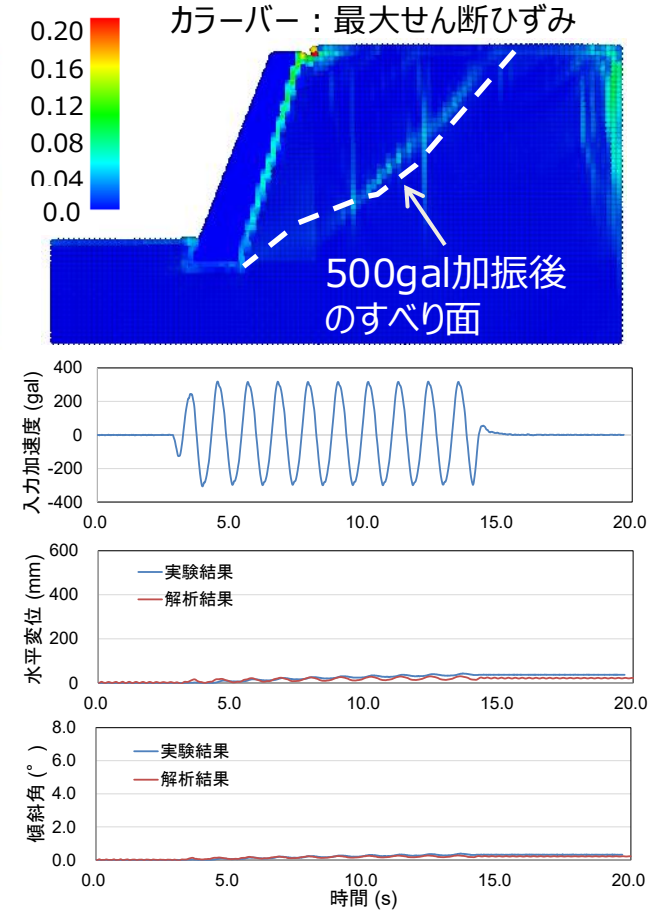 カラーバー：最大せん断ひずみ
0.20
0.16
0.12
0.08
0.04
0.0
500gal加振後
のすべり面
入力加速度 (gal)
400
200
0
-200
-400
0.0 5.0 10.0 15.0 20.0
水平変位 (mm)
600
400
200
0
実験結果
解析結果
0.0 5.0 10.0 15.0 20.0
傾斜角 (°)
8.0
6.0
4.0
2.0
0.0
実験結果
解析結果
0.0 5.0 10.0 15.0 20.0
時間 (s)